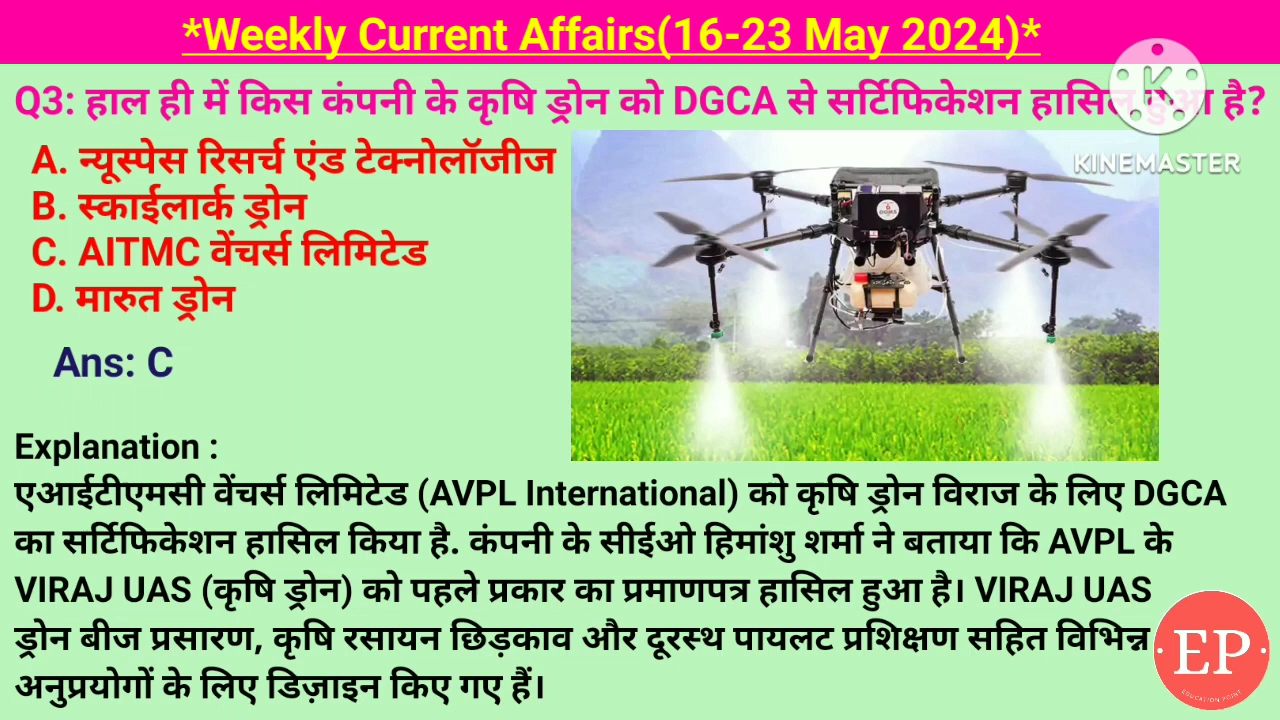 *Weekly Current Affairs(16-23 May 2024)*
Q3: हाल ही में किस कंपनी के कृषि ड्रोन को DGCA से सर्टिफिकेशन हासिल हुआ है?
K
KINEMASTER
A. न्यूस्पेस रिसर्च एंड टेक्नोलॉजीज
B. स्काईलार्क ड्रोन
C. AITMC वेंचर्स लिमिटेड
D. मारुत ड्रोन
Ans: C
Explanation :
एआईटीएमसी वेंचर्स लिमिटेड (AVPL International) को कृषि ड्रोन विराज के लिए DGCA
का सर्टिफिकेशन हासिल किया है. कंपनी के सीईओ हिमांशु शर्मा ने बताया कि AVPL के
VIRAJ UAS (कृषि ड्रोन) को पहले प्रकार का प्रमाणपत्र हासिल हुआ है। VIRAJ UAS
ड्रोन बीज प्रसारण, कृषि रसायन छिड़काव और दूरस्थ पायलट प्रशिक्षण सहित विभिन्न
अनुप्रयोगों के लिए डिज़ाइन किए गए हैं।
EP
EDUCATION POINT